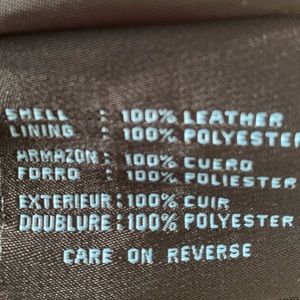 SHELL : 100% LEATHER
LINING : 100% POLYESTER
ARMAZON: 100% CUERO
FORRO : 100% POLIESTER
EXTERIEUR:100% CUIR
DOUBLURE:100% POLYESTER
CARE ON REVERSE